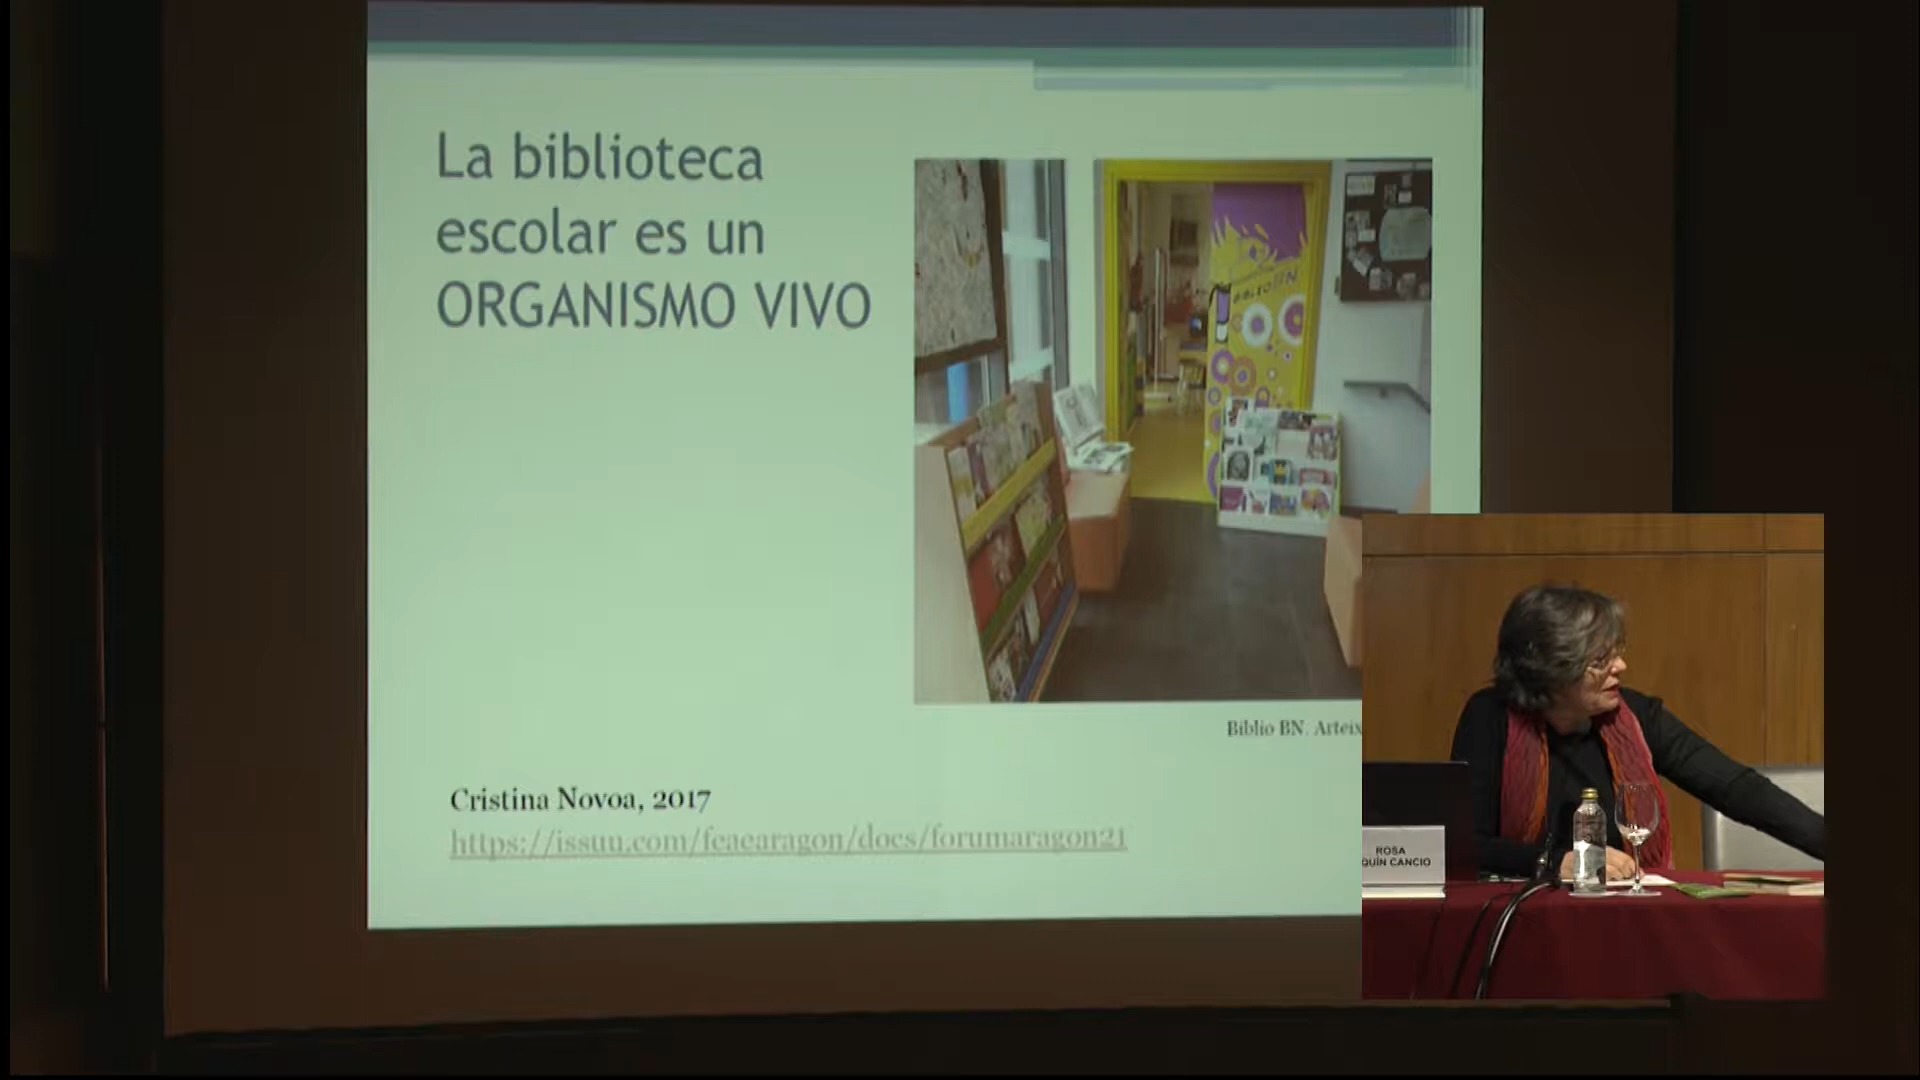 La biblioteca
escolar es un
ORGANISMO VIVO
Biblio BN. Arteix
Cristina Novoa, 2017
https://issuu.com/feaearagon/docs/forumaragon21
ROSA
QUÍN CANCIO